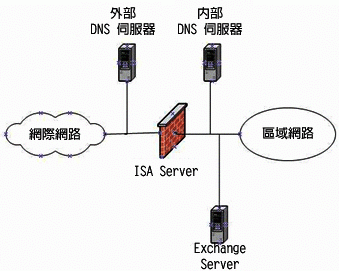 外部
DNS 伺服器
內部
DNS 伺服器
網際網路
ISA Server
區域網路
Exchange
Server